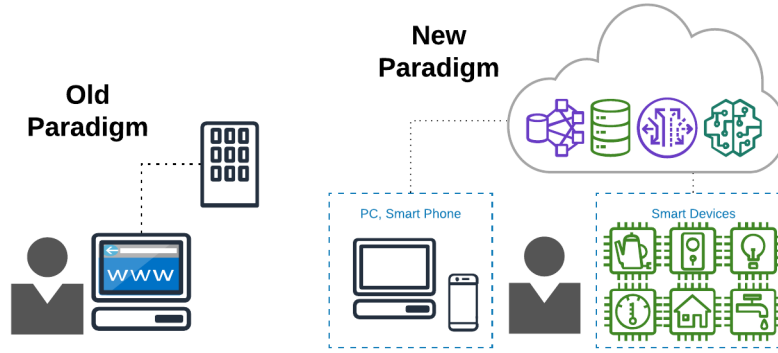 Old
Paradigm
www
New
Paradigm
PC, Smart Phone
Smart Devices